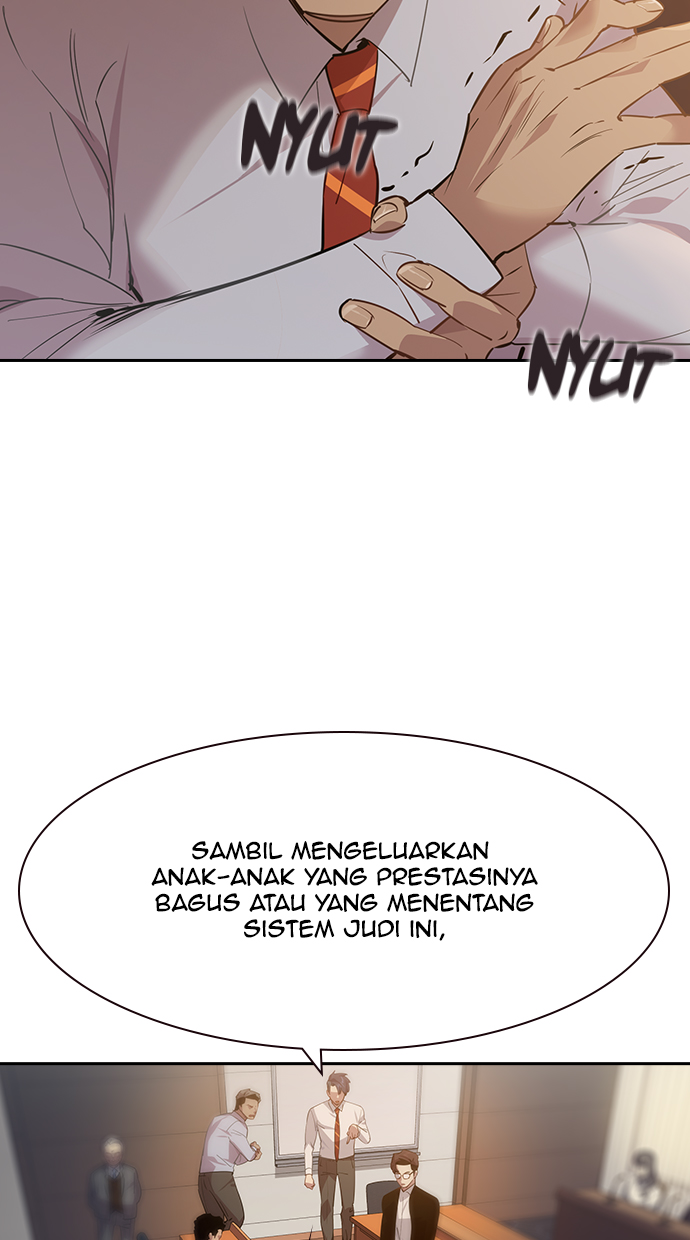 NYUT
NYUT
SAMBIL MENGELUARKAN
ANAK-ANAK YANG PRESTASINYA
BAGUS ATAU YANG MENENTANG
SISTEM JUDI INI,